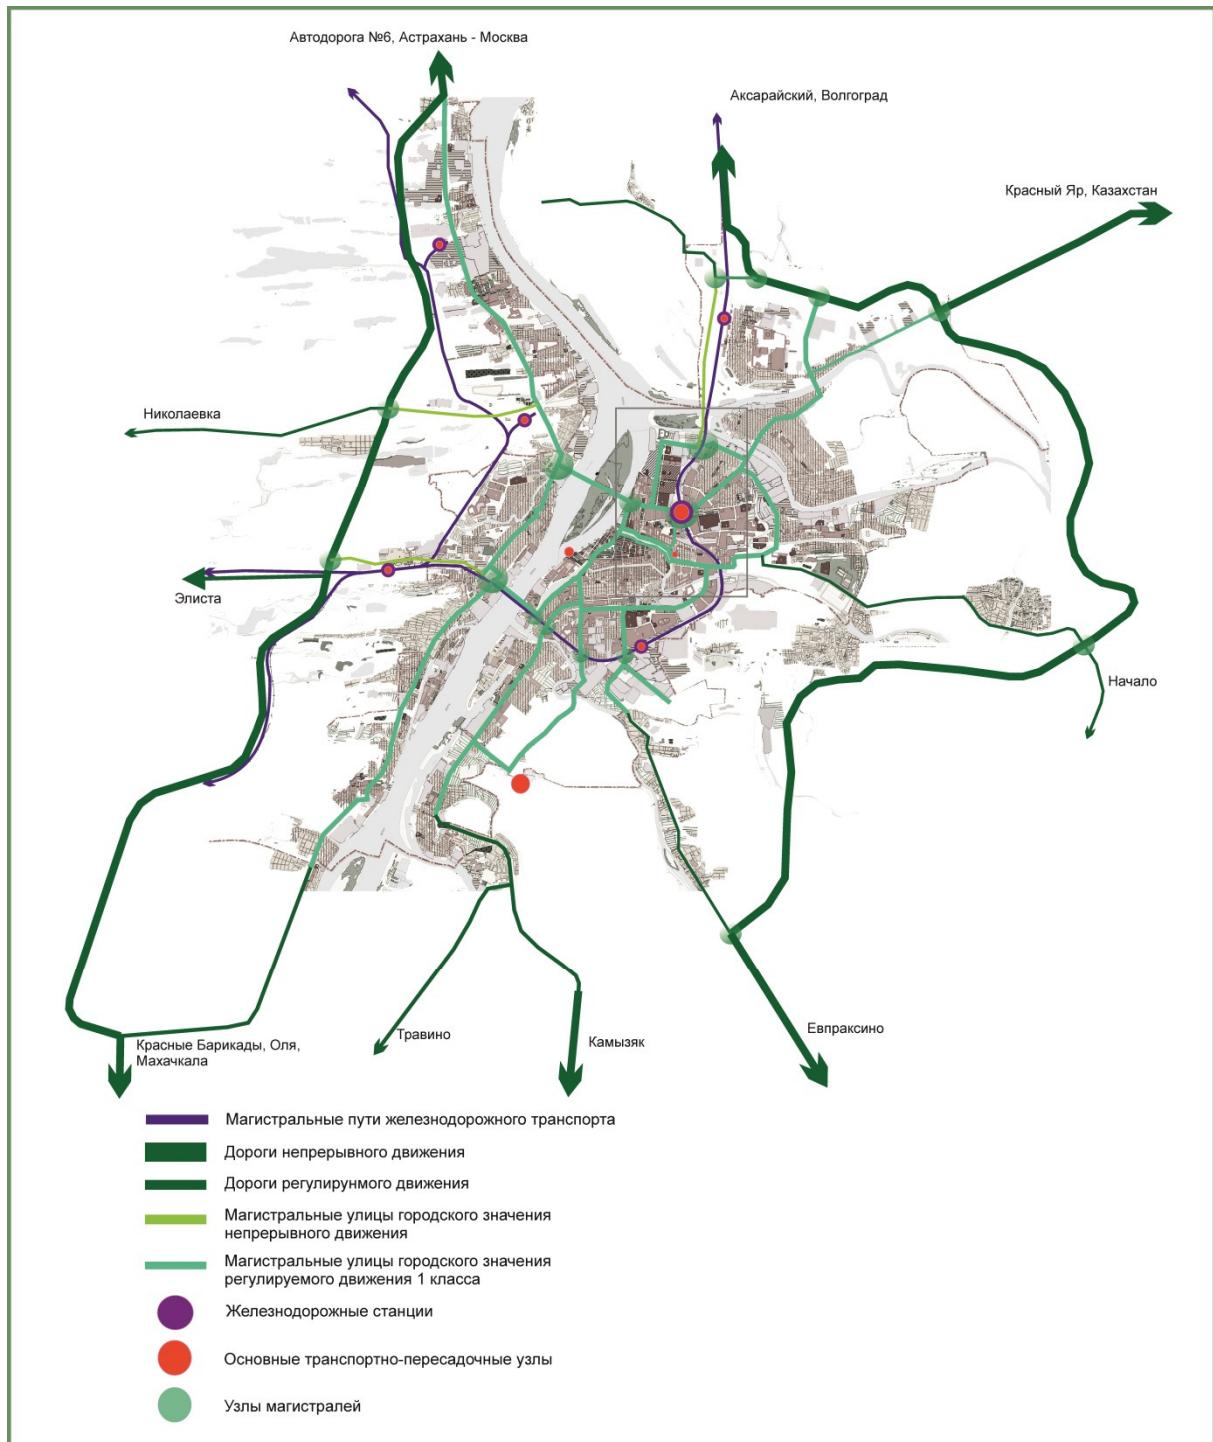 Автодорога №6, Астрахань - Москва
Аксарайский, Волгоград
Красный Яр, Казахстан
Николаевка
Элиста
Начало
Евпраксино
Травино
Камызяк
Красные Барикады, Оля,
Махачкала
Магистральные пути железнодорожного транспорта
Дороги непрерывного движения
Дороги регулирунмого движения
Магистральные улицы городского значения
непрерывного движения
Магистральные улицы городского значения
регулируемого движения 1 класса
Железнодорожные станции
Основные транспортно-пересадочные узлы
Узлы магистралей